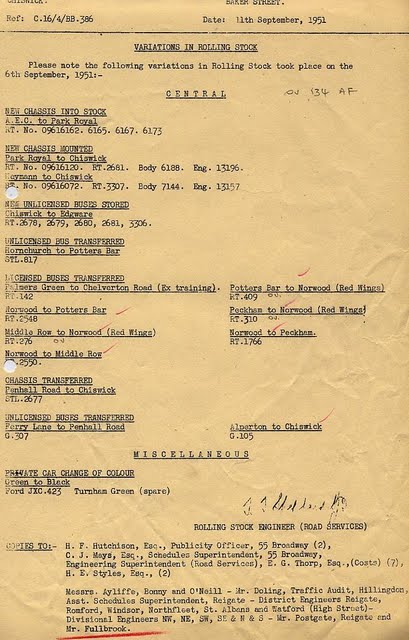 CHISWICK. BAKER STREET.
Ref: C.16/4/BB.386 Date: 11th September, 1951
VARIATIONS IN ROLLING STOCK
Please note the following variations in Rolling Stock took place on the
6th September, 1951:-
CENTRAL
NEW CHASSIS INTO STOCK
A.E.C. to Park Royal
RT. No. 09616162. 6165. 6167. 6173
NEW CHASSIS MOUNTED
Park Royal to Chiswick
RT. No. 09616120. RT.2681. Body 6188. Eng. 13196.
Weymann to Chiswick
RT. No. 09616072. RT.3307. Body 7144. Eng. 13157
NEW UNLICENSED BUSES STORED
Chiswick to Edgware
RT.2678, 2679, 2680, 2681, 3306.
UNLICENSED BUS TRANSFERRED
Hornchurch to Potters Bar
STL.817
LICENSED BUSES TRANSFERRED
Palmers Green to Chelverton Road (Ex training). Potters Bar to Norwood (Red Wings)
RT.142 RT.409 ou.
Norwood to Potters Bar Peckham to Norwood (Red Wings)
RT.2548 RT.310 ou.
Middle Row to Norwood (Red Wings) Norwood to Peckham.
RT.276 ou RT.1766
Norwood to Middle Row
.2550.
CHASSIS TRANSFERRED
Penhall Road to Chiswick
STL.2677
UNLICENSED BUSES TRANSFERRED
Ferry Lane to Penhall Road Alperton to Chiswick
G.307 G.105
MISCELLANEOUS
PRIVATE CAR CHANGE OF COLOUR
Green to Black
Ford JXC.423 Turnham Green (spare)
ROLLING STOCK ENGINEER (ROAD SERVICES)
COPIES TO:- H. F. Hutchison, Esq., Publicity Officer, 55 Broadway (2),
C. J. Mays, Esq., Schedules Superintendent, 55 Broadway,
Engineering Superintendent (Road Services), E. G. Thorp, Esq.,(Costs) (7),
H. E. Styles, Esq., (2)
Messrs. Ayliffe, Bonny and O'Neill - Mr. Doling, Traffic Audit, Hillingdon,
Asst. Schedules Superintendent, Reigate - District Engineers Reigate,
Romford, Windsor, Northfleet, St. Albans and Watford (High Street)-
Divisional Engineers NW, NE, SW, SE & N & S - Mr. Postgate, Reigate and
Mr. Fullbrook.